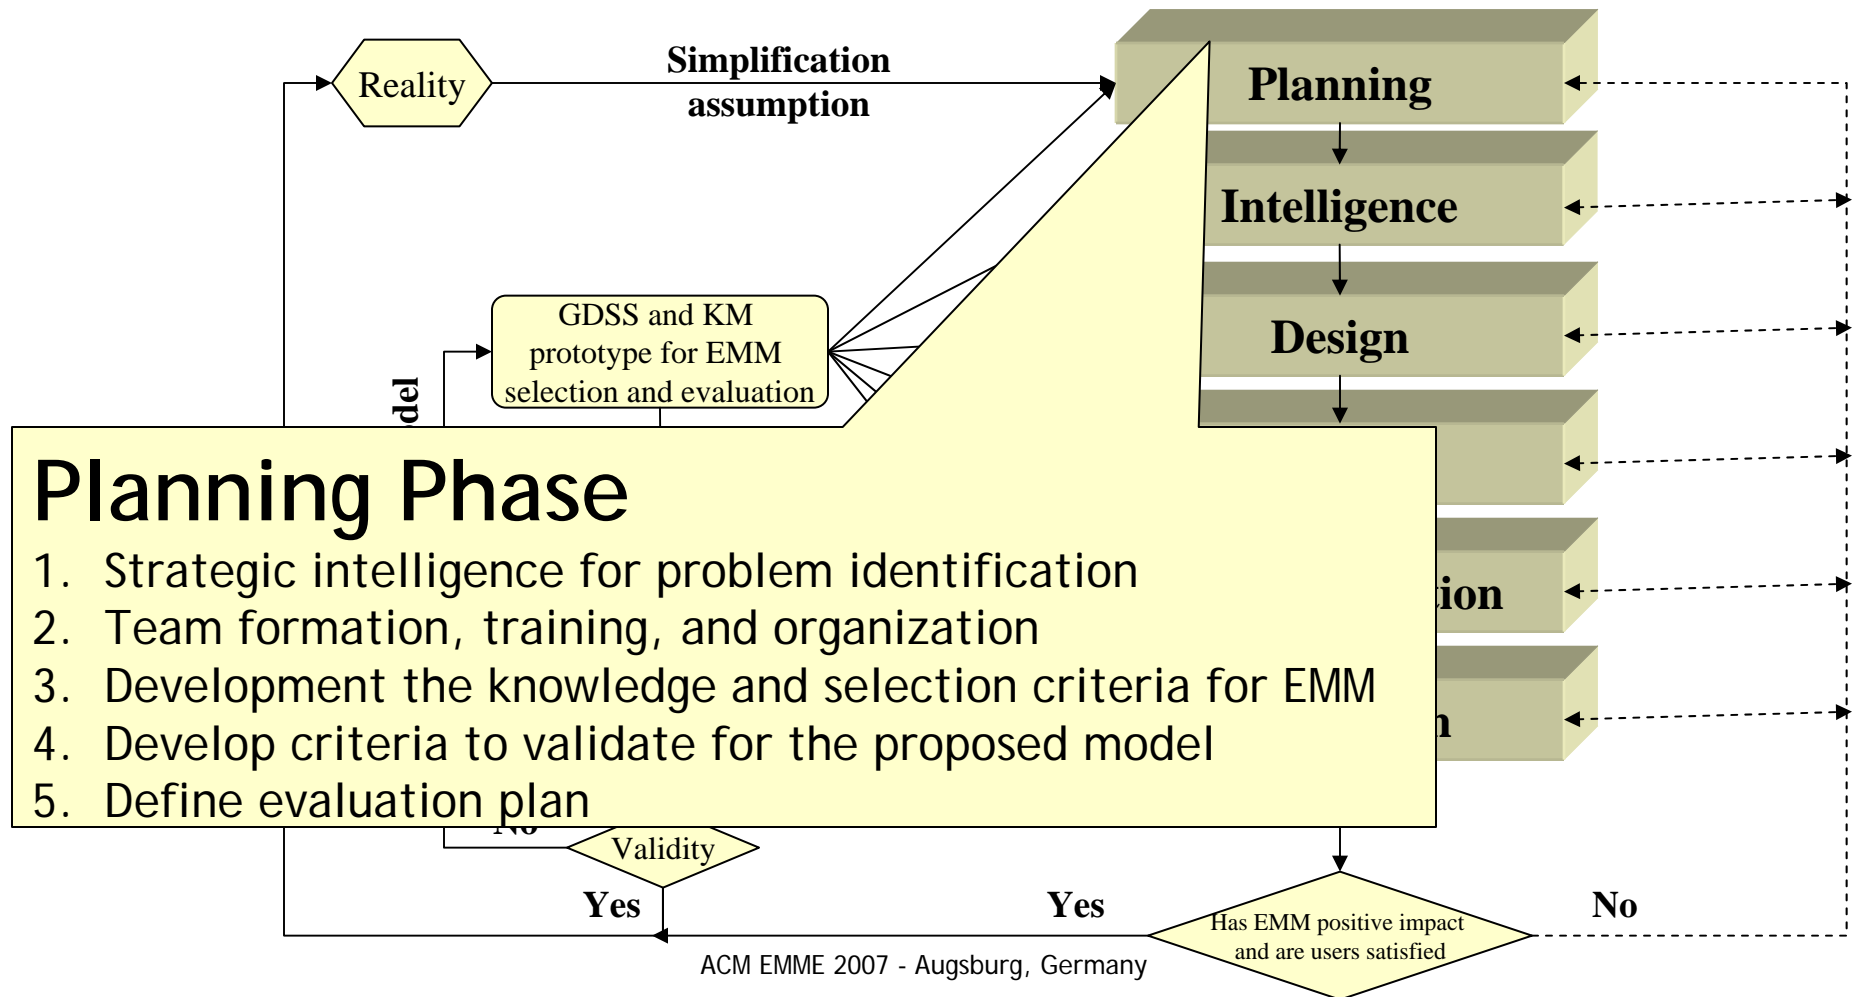 Reality
Simplification
assumption
Planning
Intelligence
Design
GDSS and KM
prototype for EMM
selection and evaluation
Planning Phase
1. Strategic intelligence for problem identification
2. Team formation, training, and organization
3. Development the knowledge and selection criteria for EMM
4. Develop criteria to validate for the proposed model
5. Define evaluation plan
No
Validity
Yes
Yes
Has EMM positive impact
and are users satisfied
No
ACM EMME 2007 - Augsburg, Germany